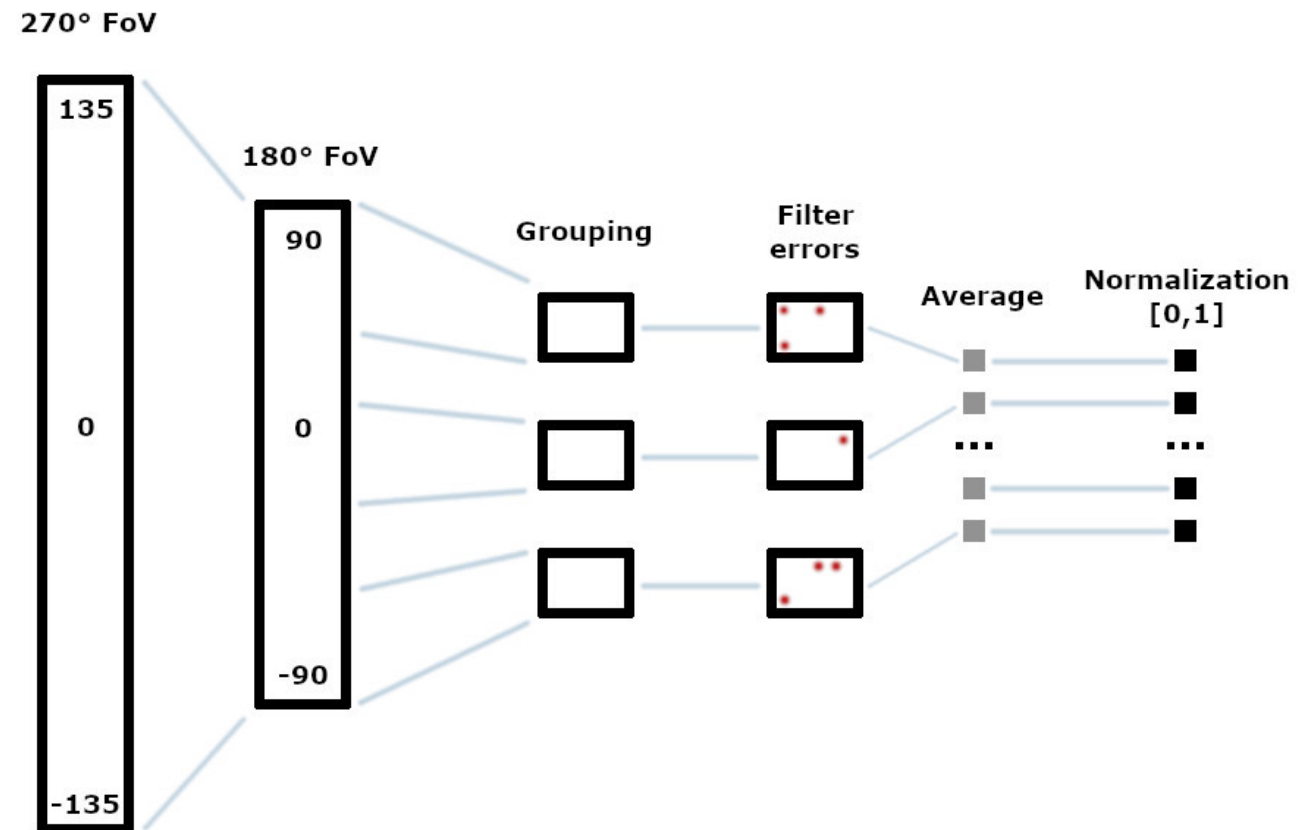 270° FoV
135
0
-135
180° FoV
90
0
-90
Grouping
Filter
errors
Average
...
Normalization
[0,1]
...